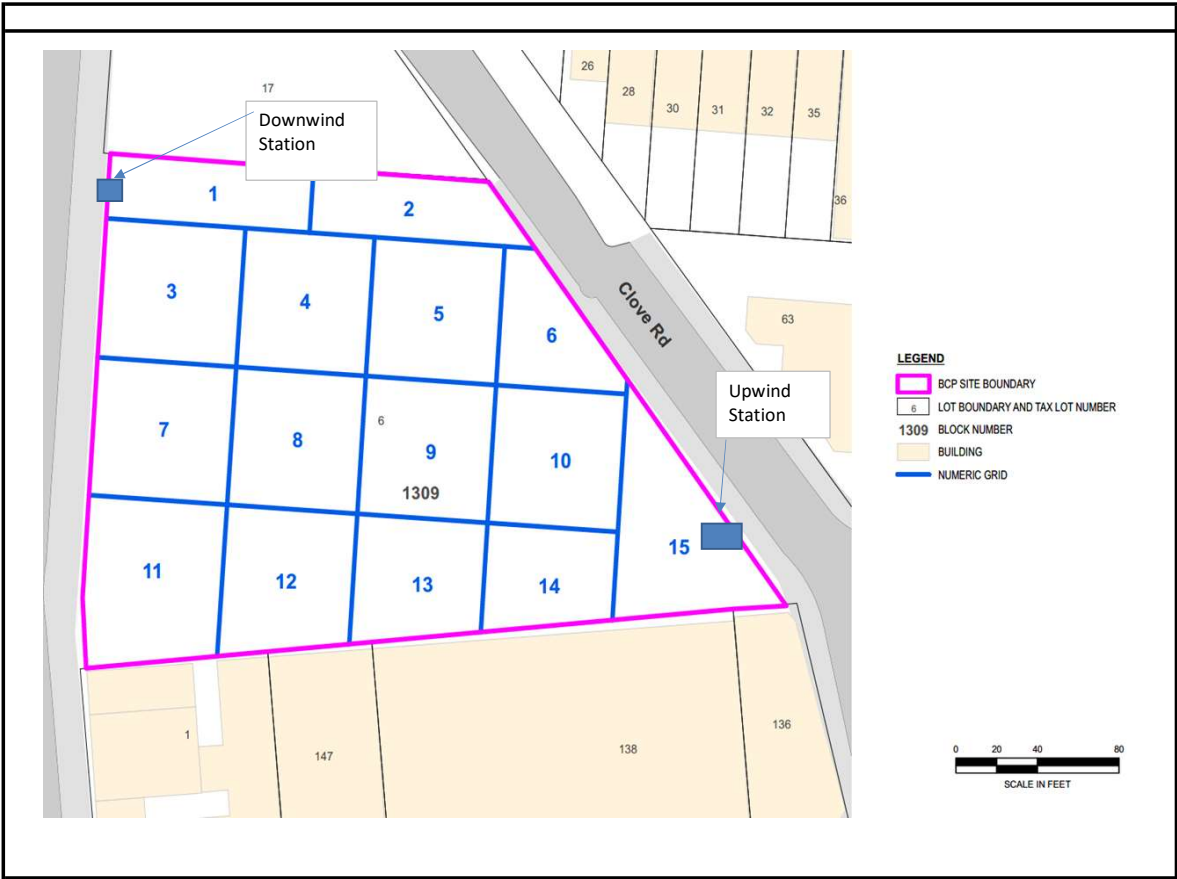 17
Downwind
Station
26
28
30
31
32
35
36
1
2
3
4
5
6
Clove Rd
63
Upwind
Station
7
8
6
9
10
1309
11
12
13
14
15
1
147
138
136
LEGEND
BCP SITE BOUNDARY
6 LOT BOUNDARY AND TAX LOT NUMBER
1309 BLOCK NUMBER
BUILDING
NUMERIC GRID
0 20 40 80
SCALE IN FEET